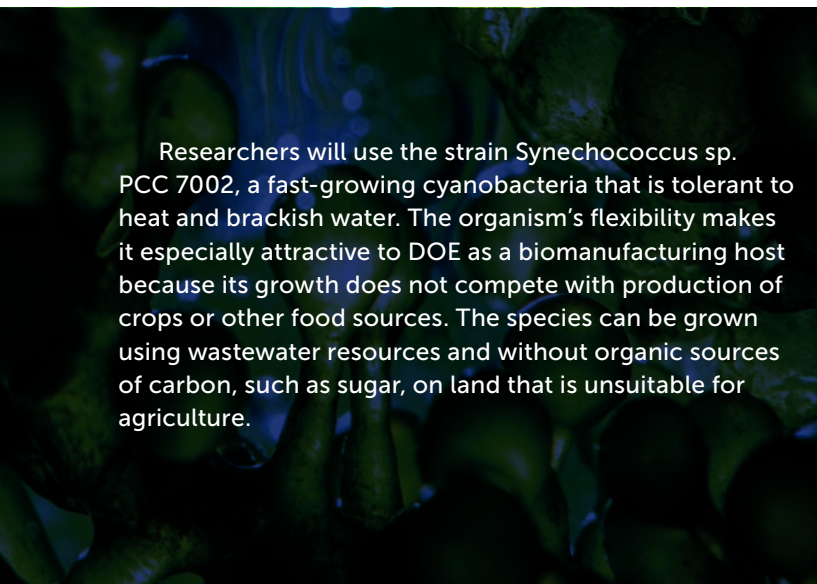 Researchers will use the strain Synechococcus sp.
PCC 7002, a fast-growing cyanobacteria that is tolerant to
heat and brackish water. The organism’s flexibility makes
it especially attractive to DOE as a biomanufacturing host
because its growth does not compete with production of
crops or other food sources. The species can be grown
using wastewater resources and without organic sources
of carbon, such as sugar, on land that is unsuitable for
agriculture.